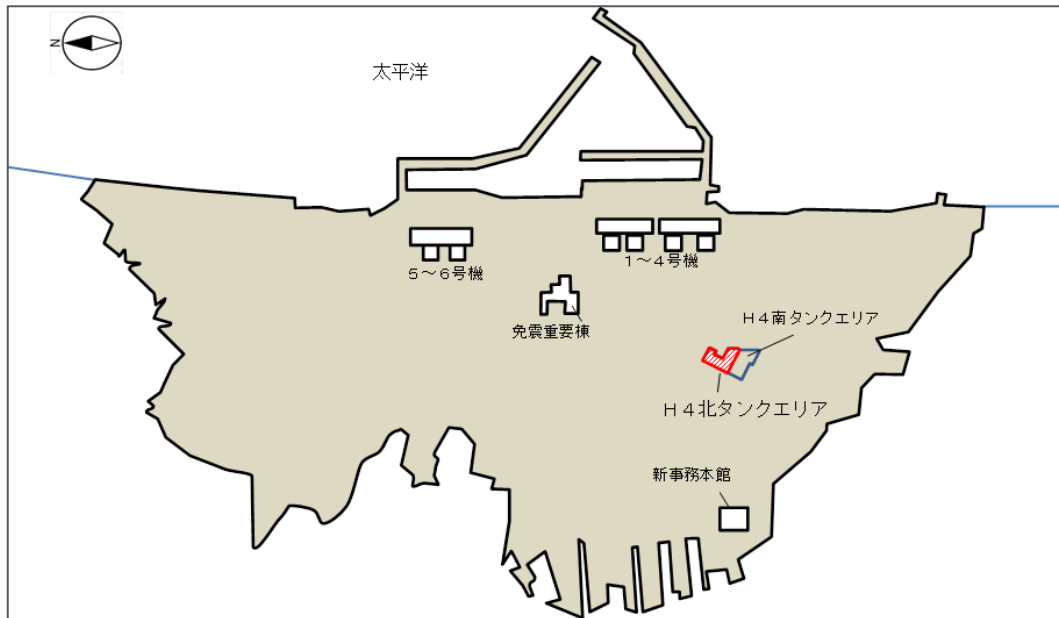 N
太平洋
５～６号機
１～４号機
免震重要棟
Ｈ４南タンクエリア
Ｈ４北タンクエリア
新事務本館